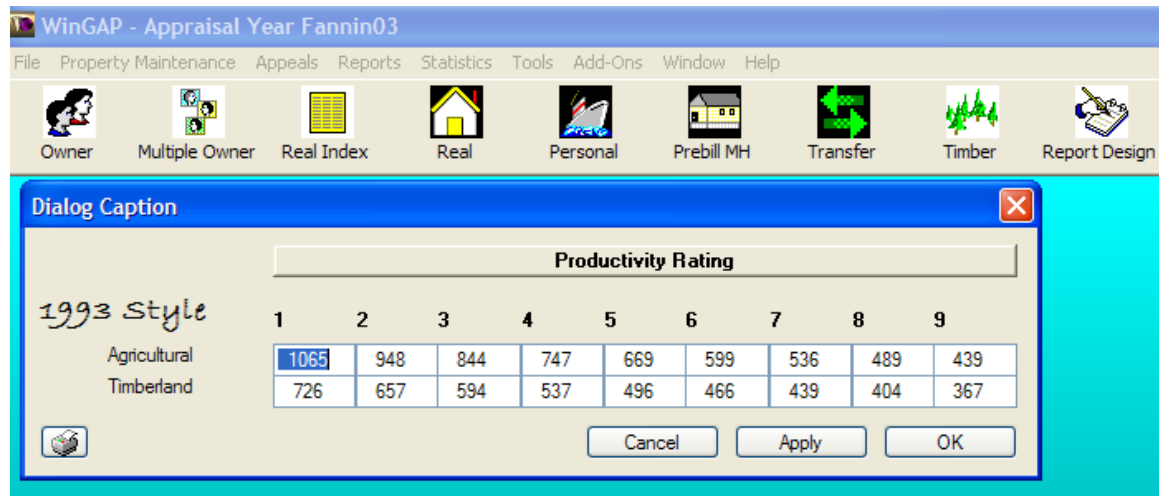 WinGAP - Appraisal Year Fannin03
File Property Maintenance Appeals Reports Statistics Tools Add-Ons Window Help
Owner Multiple Owner Real Index Real Personal Prebill MH Transfer Timber Report Design
Dialog Caption
Productivity Rating
1993 Style 1 2 3 4 5 6 7 8 9
Agricultural 1065 948 844 747 669 599 536 489 439
Timberland 726 657 594 537 496 466 439 404 367
Cancel Apply OK